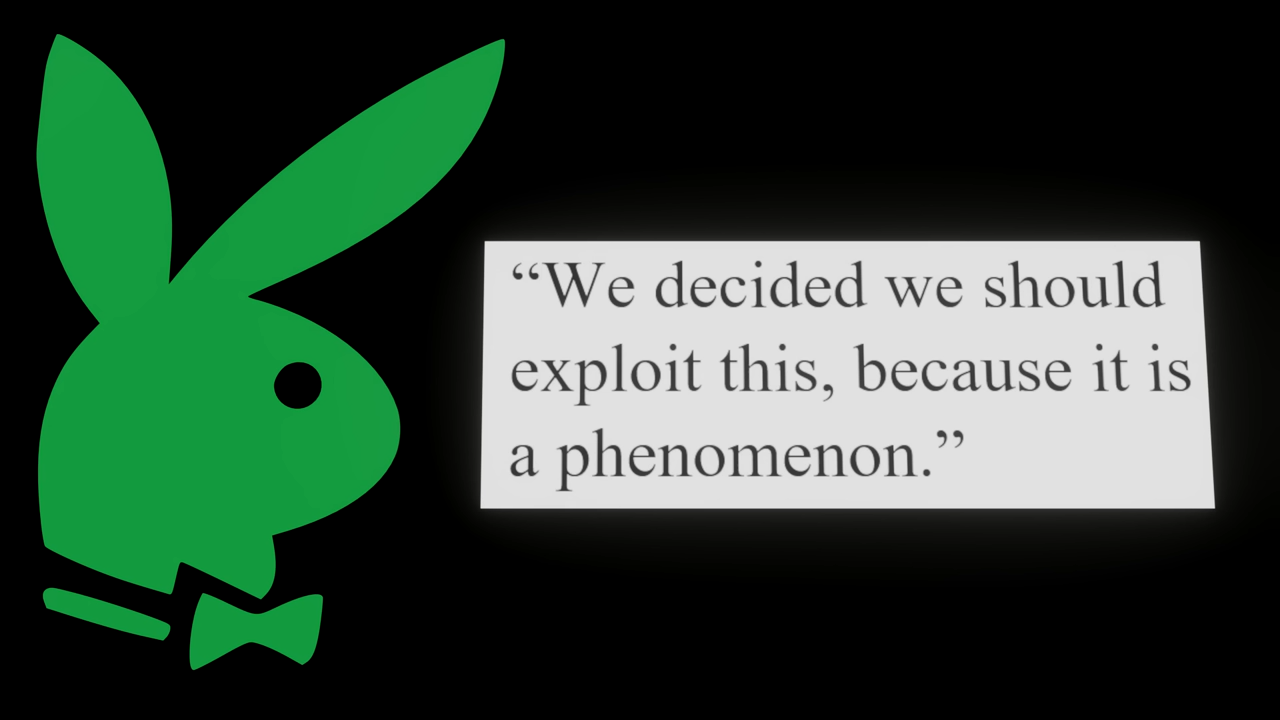 “We decided we should
exploit this, because it is
a phenomenon.”